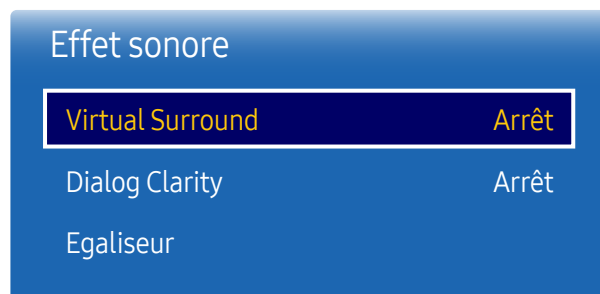 Effet sonore
Virtual Surround Arrêt
Dialog Clarity Arrêt
Egaliseur